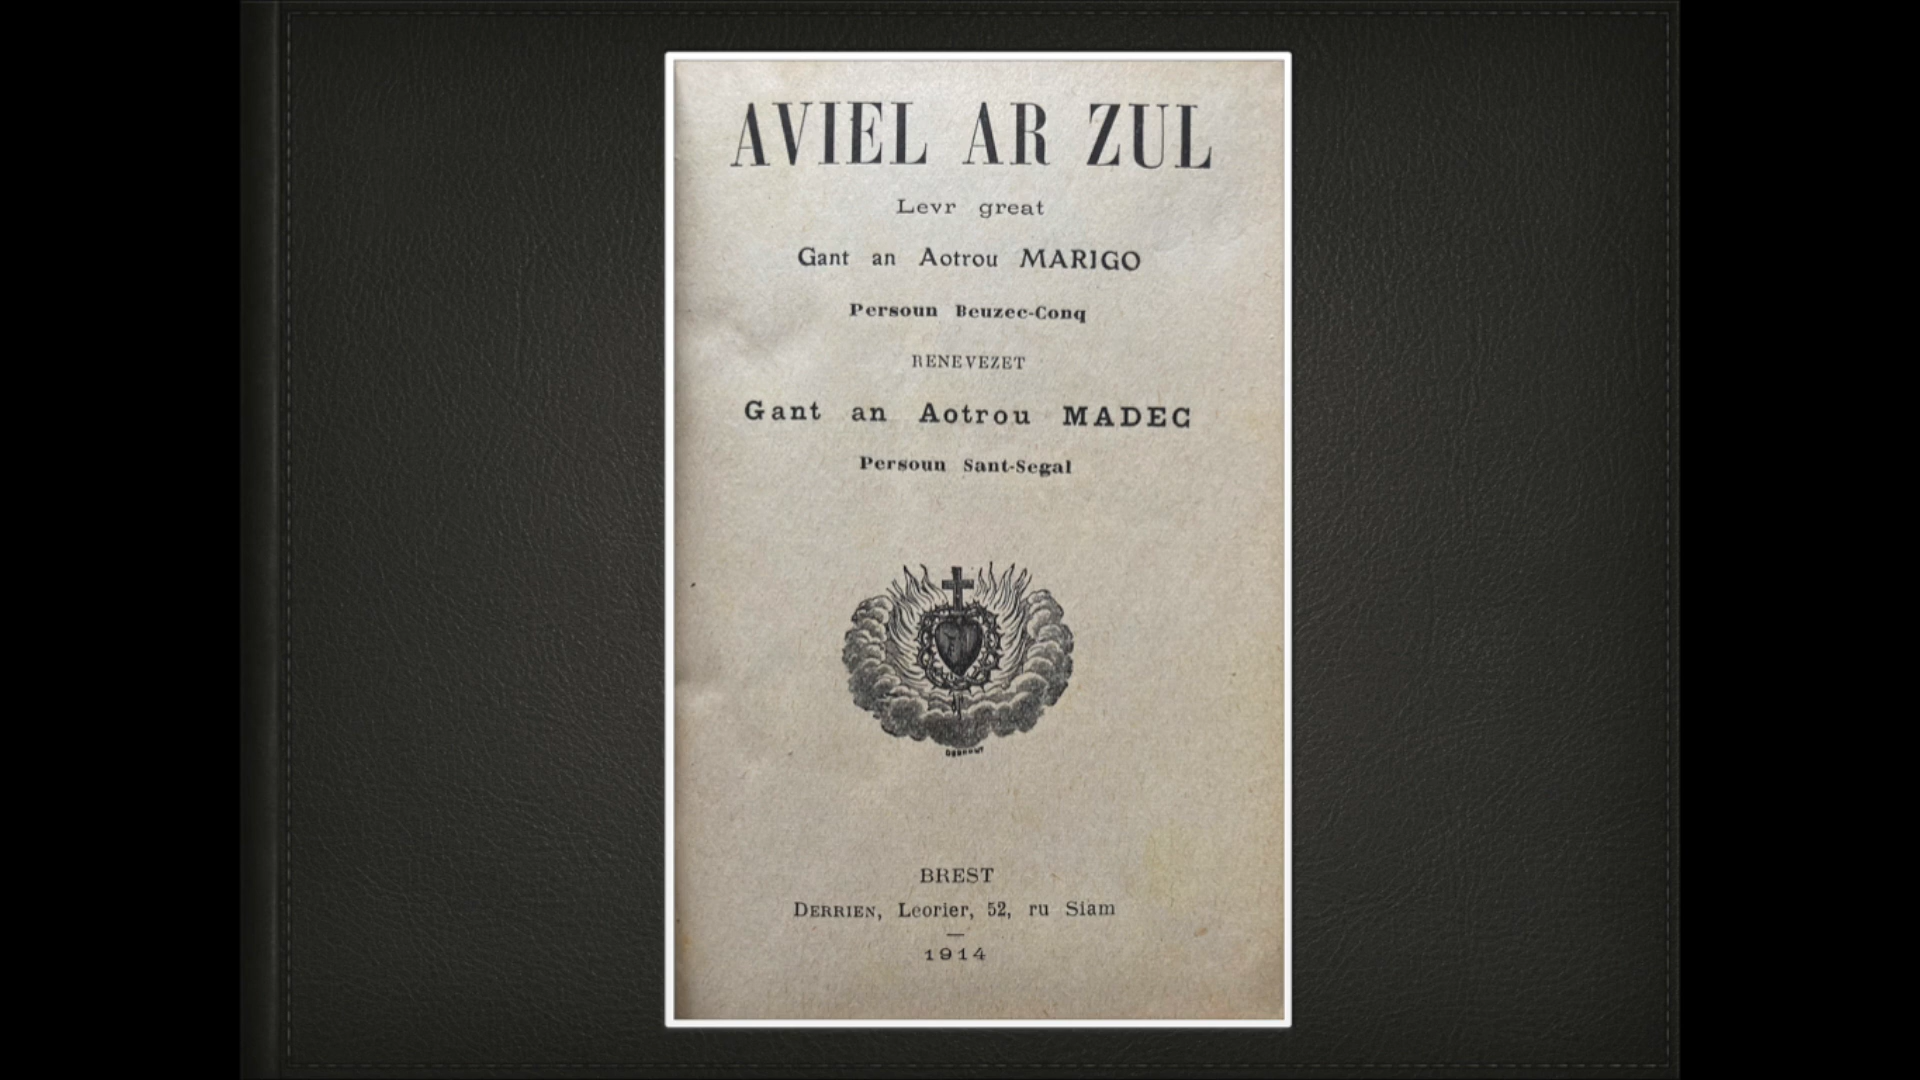 AVIEL AR ZUL
Levr great
Gant an Aotrou MARIGO
Persoun Beuzec-Conq
RENEVEZET
Gant an Aotrou MADEC
Persoun Sant-Segal
BREST
DERRIEN, Leorier, 52, ru Siam
1914